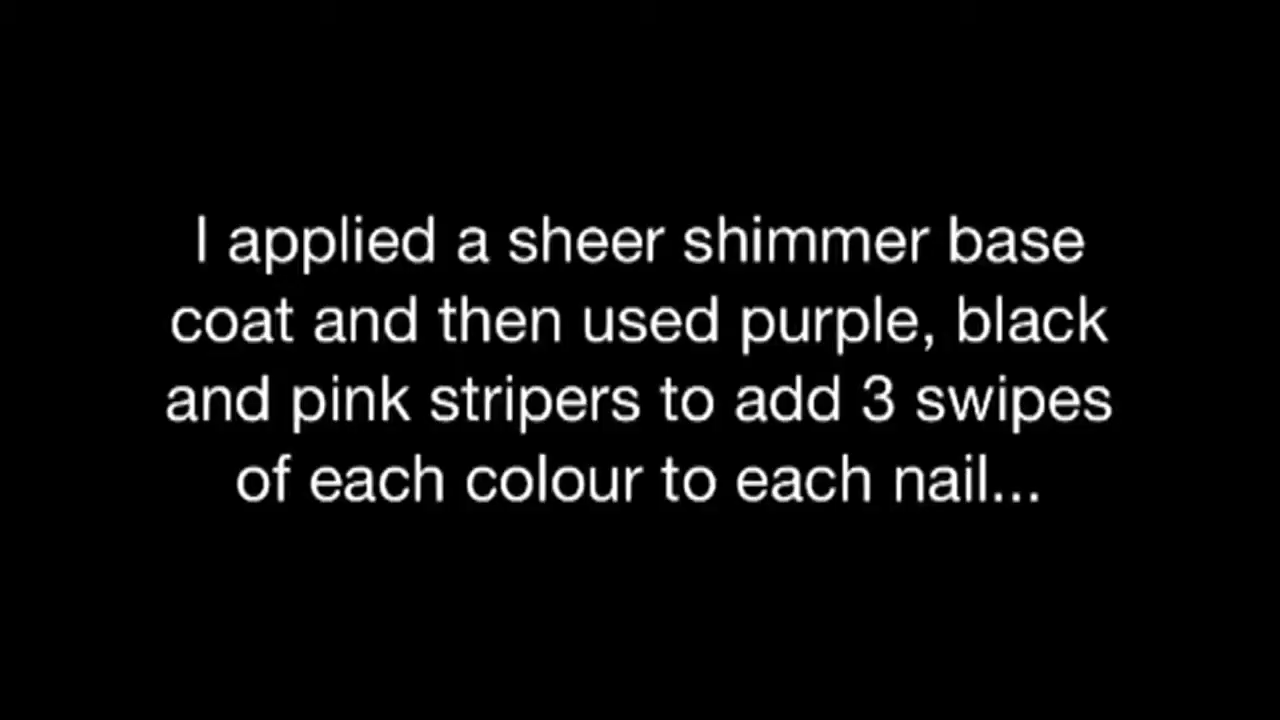 I applied a sheer shimmer base
coat and then used purple, black
and pink stripers to add 3 swipes
of each colour to each nail...